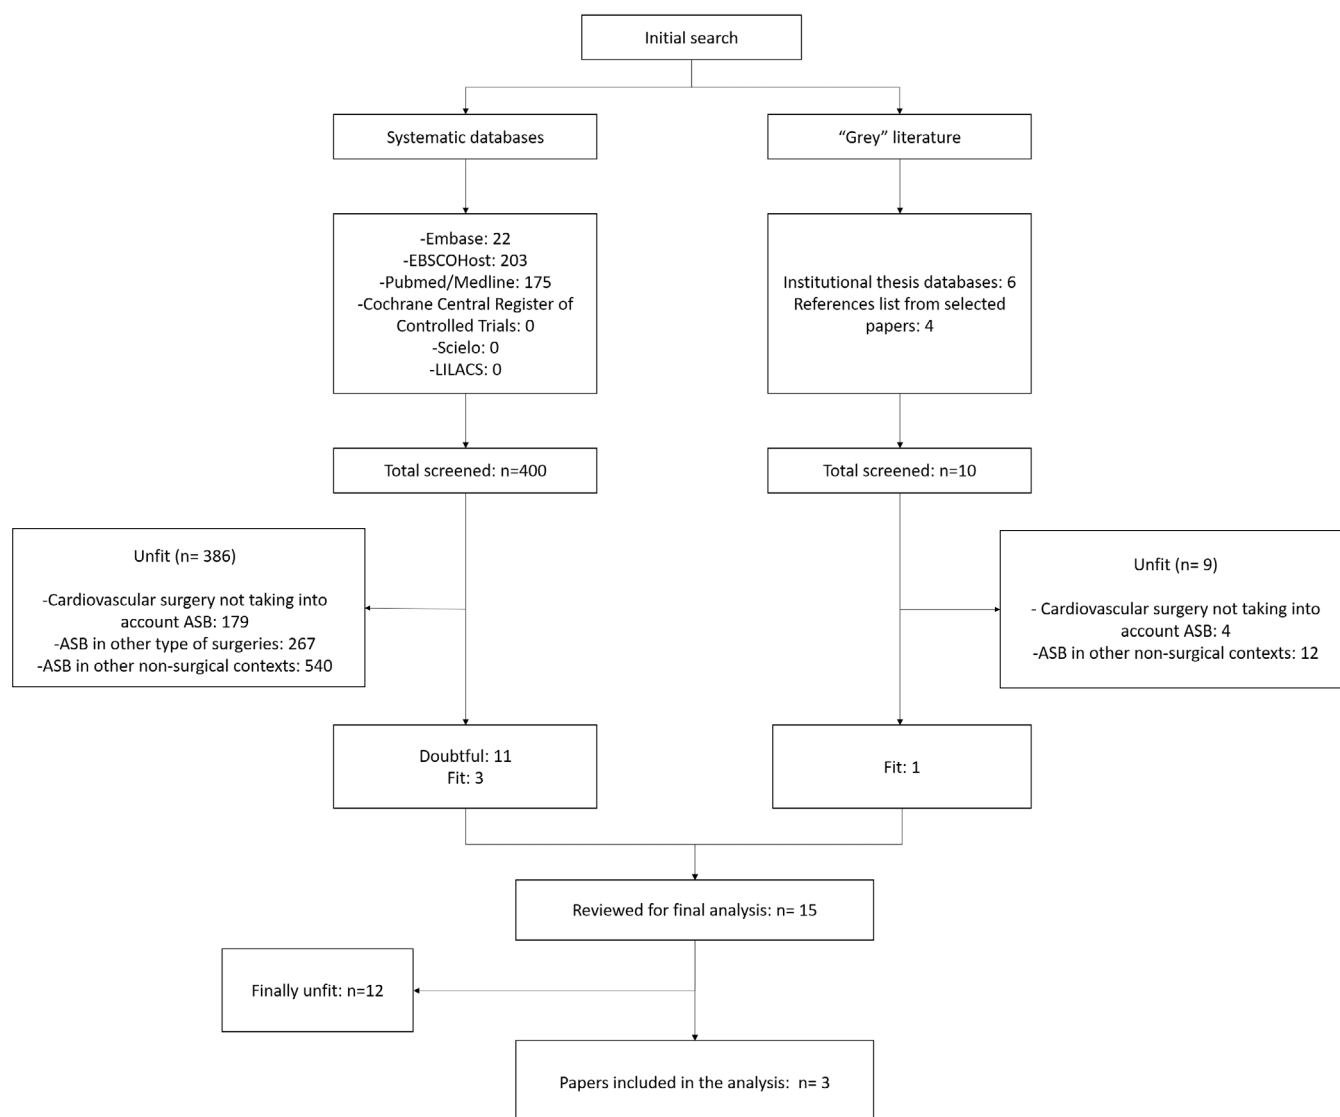 Initial search
Systematic databases
“Grey” literature
-Embase: 22
-EBSCOHost: 203
-Pubmed/Medline: 175
-Cochrane Central Register of
Controlled Trials: 0
-Scielo: 0
-LILACS: 0
Institutional thesis databases: 6
References list from selected
papers: 4
Total screened: n=400
Total screened: n=10
Unfit (n= 386)
-Cardiovascular surgery not taking into
account ASB: 179
-ASB in other type of surgeries: 267
-ASB in other non-surgical contexts: 540
Unfit (n= 9)
- Cardiovascular surgery not taking into
account ASB: 4
-ASB in other non-surgical contexts: 12
Doubtful: 11
Fit: 3
Fit: 1
Reviewed for final analysis: n= 15
Finally unfit: n=12
Papers included in the analysis:  n= 3